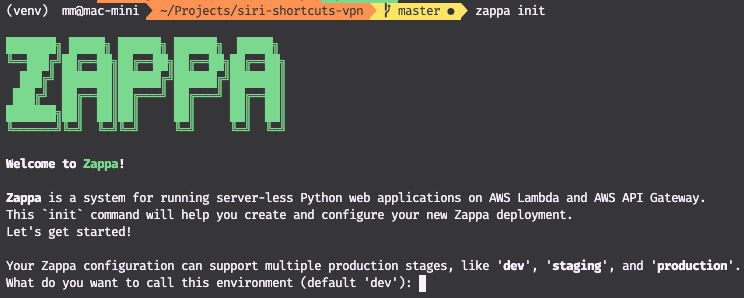 (venv) mm@mac-mini ~/Projects/siri-shortcuts-vpn master ● zappa init
ZAPPA
Welcome to Zappa!
Zappa is a system for running server-less Python web applications on AWS Lambda and AWS API Gateway.
This `init` command will help you create and configure your new Zappa deployment.
Let's get started!
Your Zappa configuration can support multiple production stages, like 'dev', 'staging', and 'production'.
What do you want to call this environment (default 'dev'):